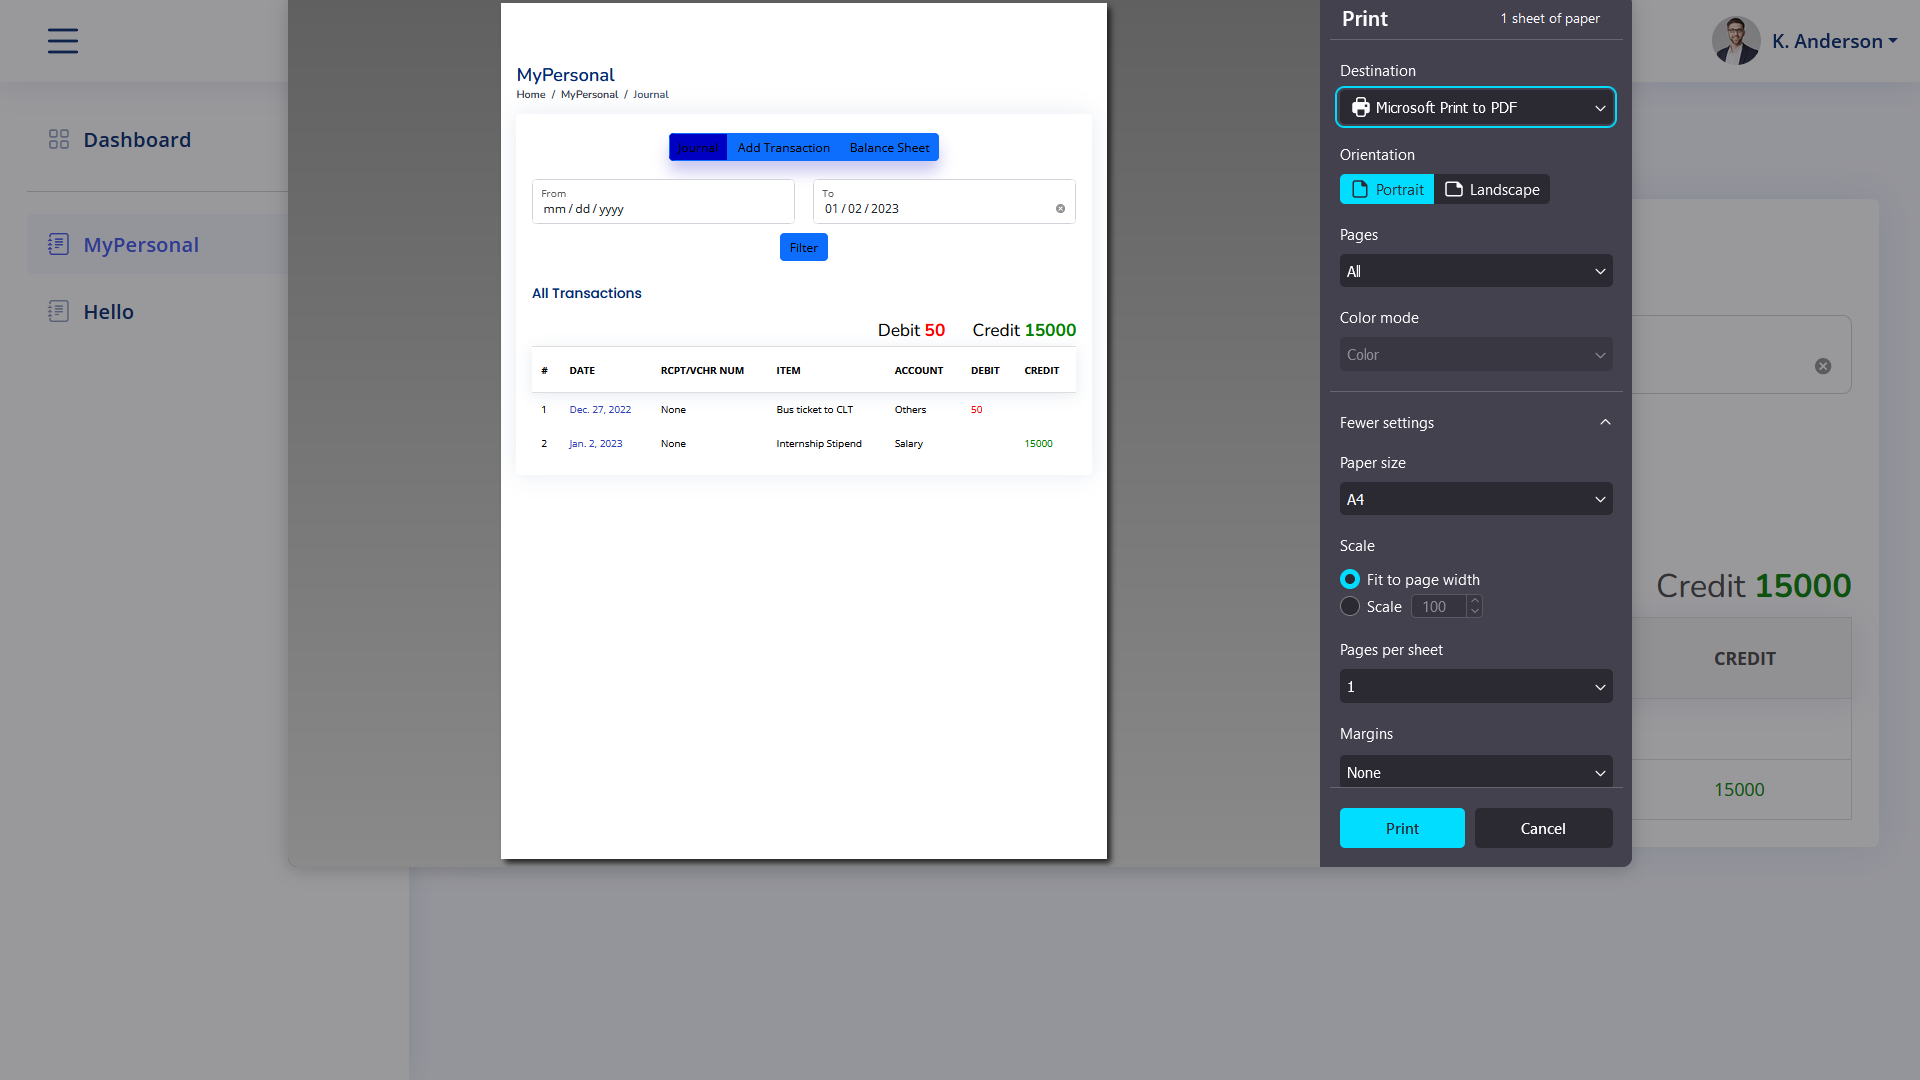 K. Anderson
Dashboard
MyPersonal
Hello
Credit 15000
CREDIT
15000
MyPersonal
Home / MyPersonal / Journal
Journal Add Transaction Balance Sheet
From
mm / dd / yyyy
To
01 / 02 / 2023
Filter
All Transactions
Debit 50 Credit 15000
# DATE RCPT/VCHR NUM ITEM ACCOUNT DEBIT CREDIT
1 Dec. 27, 2022 None Bus ticket to CLT Others 50
2 Jan. 2, 2023 None Internship Stipend Salary 15000
Print 1 sheet of paper
Destination
Microsoft Print to PDF
Orientation
Portrait Landscape
Pages
All
Color mode
Color
Fewer settings
Paper size
A4
Scale
Fit to page width
Scale 100
Pages per sheet
1
Margins
None
Print Cancel